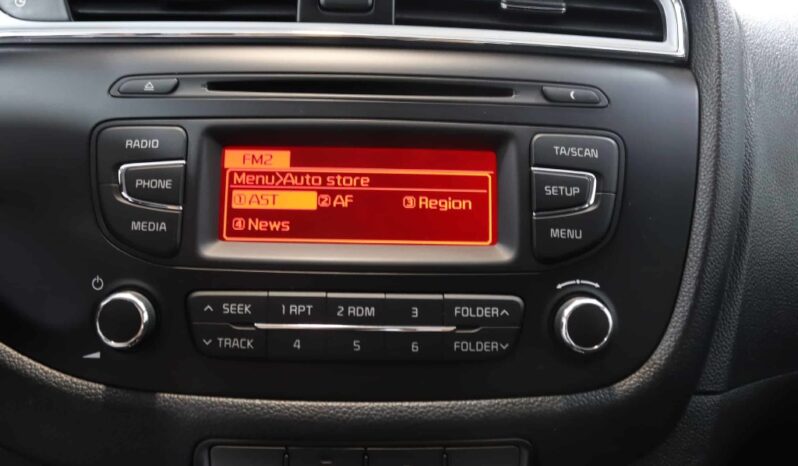 RADIO
PHONE
MEDIA
FM2
Menu>Auto store
①AST ②AF ③Region
④News
TA/SCAN
SETUP
MENU
∧ SEEK 1 RPT 2 RDM 3 FOLDER∧
∨ TRACK 4 5 6 FOLDER∨